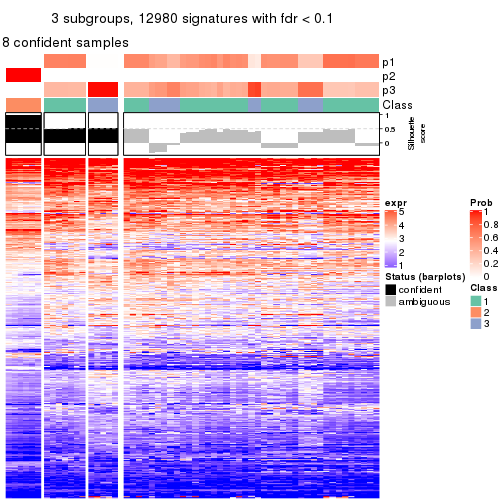 3 subgroups, 12980 signatures with fdr < 0.1
8 confident samples
p1
p2
p3
Class
1
0.5
0
Silhouette
score
expr
5
4
3
2
1
Status (barplots)
confident
ambiguous
Prob
1
0.8
0.6
0.4
0.2
0
Class
1
2
3